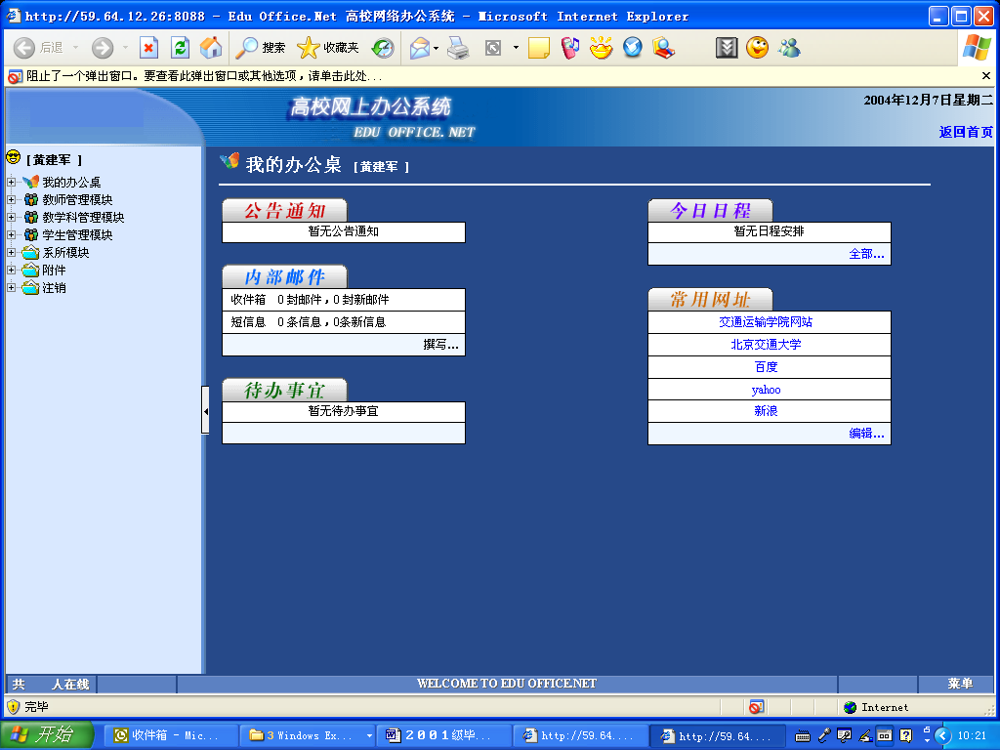 http://59.64.12.26:8088 - Edu Office.Net 高校网络办公系统 - Microsoft Internet Explorer
后退 搜索 收藏夹
阻止了一个弹出窗口。要查看此弹出窗口或其他选项，请单击此处...
高校网上办公系统
EDU OFFICE.NET
2004年12月7日星期二
返回首页
[黄建军 ]
我的办公桌
教师管理模块
教学科管理模块
学生管理模块
系所模块
附件
注销
我的办公桌 [黄建军 ]
公告通知
暂无公告通知
内部邮件
收件箱 0 封邮件，0 封新邮件
短信息 0 条信息，0条新信息
撰写...
待办事宜
暂无待办事宜
今日日程
暂无日程安排
全部...
常用网址
交通运输学院网站
北京交通大学
百度
yahoo
新浪
编辑...
共 人在线 WELCOME TO EDU OFFICE.NET 菜单
完毕 Internet
开始 收件箱 - Mic... 3 Windows Ex... 2001级毕... http://59.64.... http://59.64.... 10:21